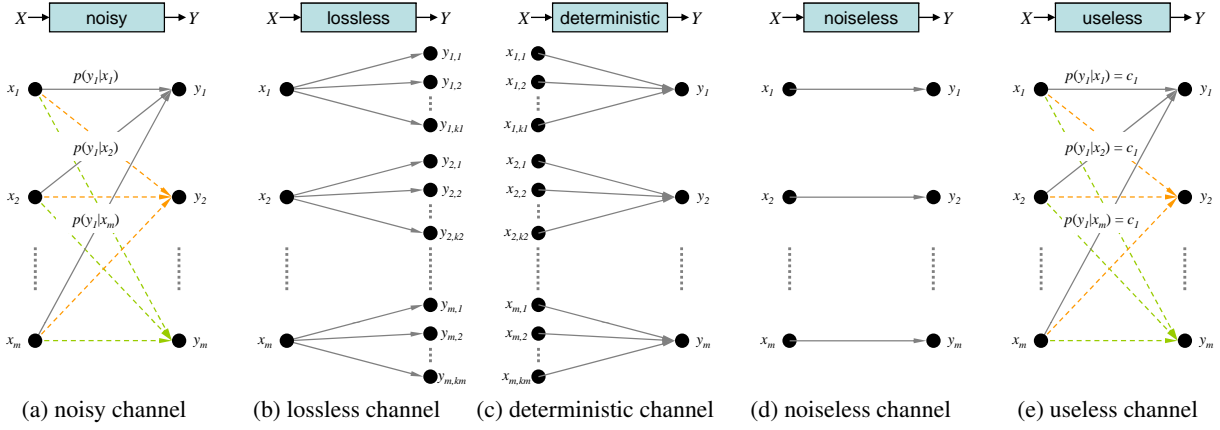 X noisy Y
X lossless Y
X deterministic Y
X noiseless Y
X useless Y
p(y1|x1)
x1 y1
p(y1|x2)
x2 y2
p(y1|xm)
xm ym
(a) noisy channel
y1,1
x1 y1,2
y1,k1
y2,1
x2 y2,2
y2,k2
ym,1
xm ym,2
ym,km
(b) lossless channel
x1,1
x1,2 y1
x1,k1
x2,1
x2,2 y2
x2,k2
xm,1
xm,2 ym
xm,km
(c) deterministic channel
x1 y1
x2 y2
xm ym
(d) noiseless channel
p(y1|x1) = c1
x1 y1
p(y1|x2) = c1
x2 y2
p(y1|xm) = c1
xm ym
(e) useless channel